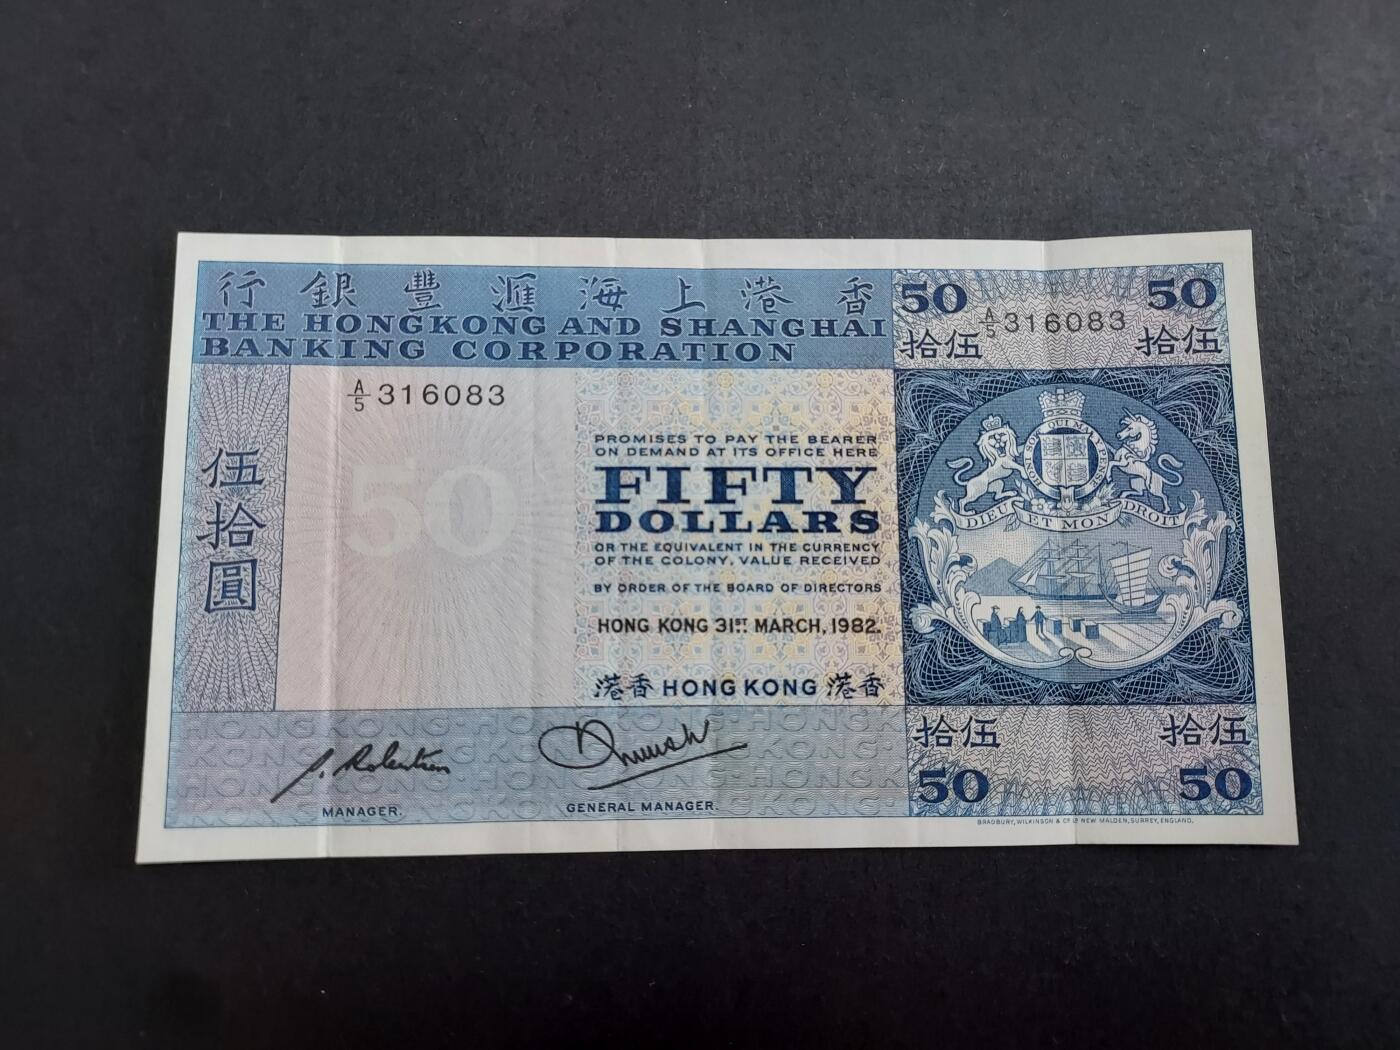 行銀豐滙海上港香
THE HONGKONG AND SHANGHAI
BANKING CORPORATION
50
50
A/5 316083
拾伍
拾伍
A/5 316083
50
伍拾圓
PROMISES TO PAY THE BEARER
ON DEMAND AT ITS OFFICE HERE
FIFTY
DOLLARS
OR THE EQUIVALENT IN THE CURRENCY
OF THE COLONY, VALUE RECEIVED
BY ORDER OF THE BOARD OF DIRECTORS
HONG KONG 31ST MARCH, 1982.
港香 HONG KONG 港香
DIEU ET MON DROIT
MANAGER.
GENERAL MANAGER.
拾伍
拾伍
50
50
BRADBURY, WILKINSON & Cº Lᴰ NEW MALDEN, SURREY, ENGLAND.